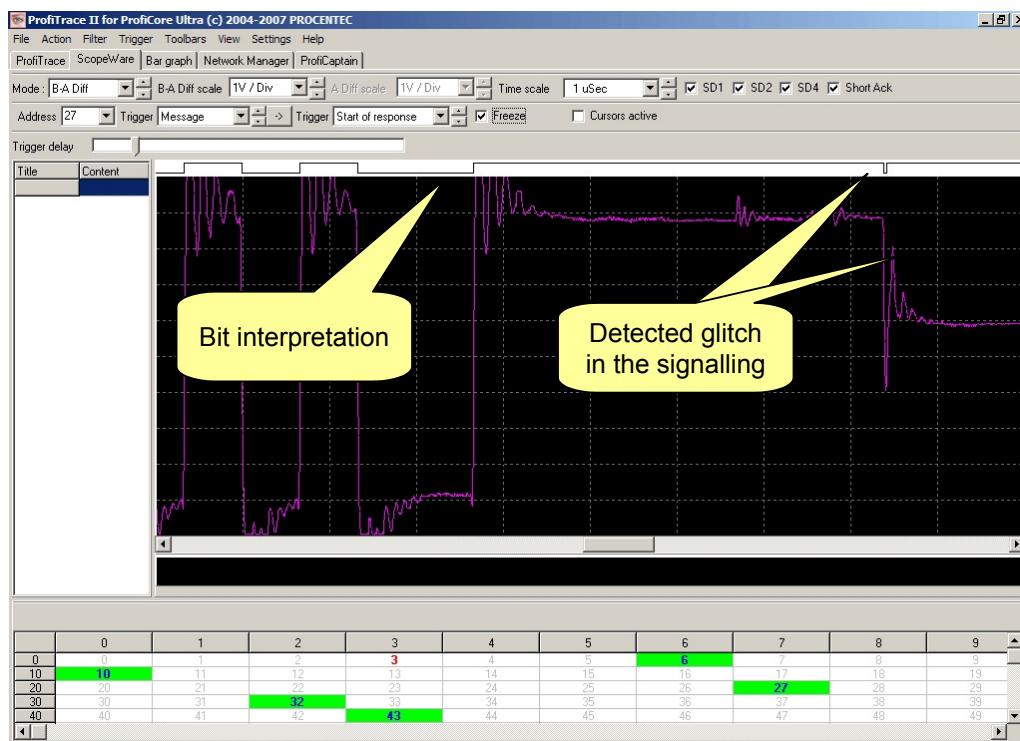 ProfiTrace II for ProfiCore Ultra (c) 2004-2007 PROCENTEC
File Action Filter Trigger Toolbars View Settings Help
ProfiTrace ScopeWare Bar graph Network Manager ProfiCaptain
Mode : B-A Diff B-A Diff scale 1V / Div A Diff scale 1V / Div Time scale 1 uSec SD1 SD2 SD4 Short Ack
Address 27 Trigger Message -> Trigger Start of response Freeze Cursors active
Trigger delay
Title Content
Bit interpretation
Detected glitch
in the signalling
0 1 2 3 4 5 6 7 8 9
0 0 1 2 3 4 5 6 7 8 9
10 10 11 12 13 14 15 16 17 18 19
20 20 21 22 23 24 25 26 27 28 29
30 30 31 32 33 34 35 36 37 38 39
40 40 41 42 43 44 45 46 47 48 49